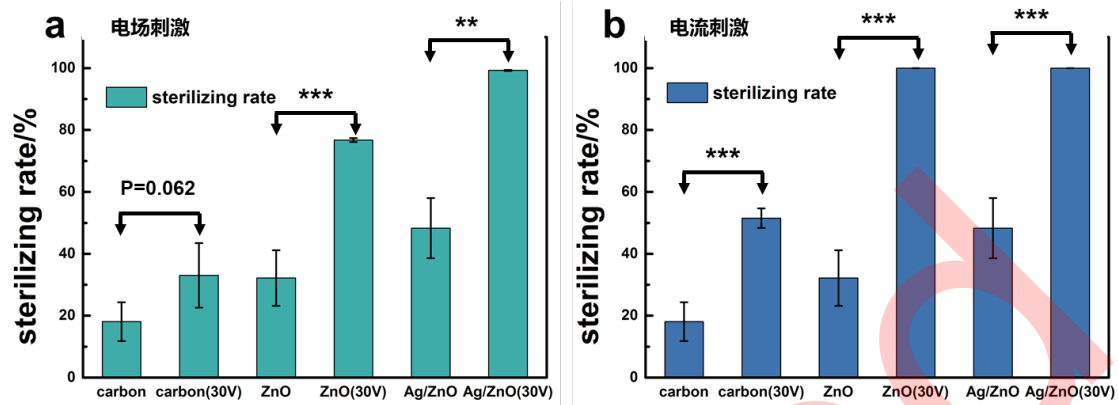 a
电场刺激
sterilizing rate/%
100
80
60
40
20
0
sterilizing rate
P=0.062
***
**
carbon
carbon(30V)
ZnO
ZnO(30V)
Ag/ZnO
Ag/ZnO(30V)
b
电流刺激
sterilizing rate/%
100
80
60
40
20
0
sterilizing rate
***
***
***
carbon
carbon(30V)
ZnO
ZnO(30V)
Ag/ZnO
Ag/ZnO(30V)